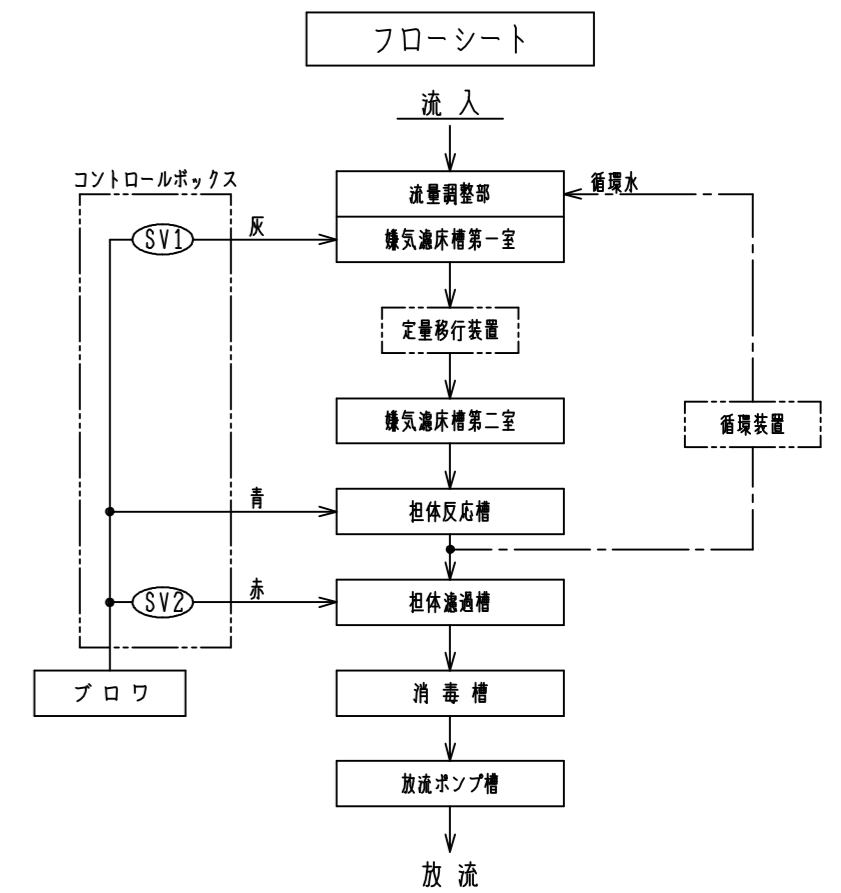 フローシート
流入
コントロールボックス
流量調整部
循環水
SV1
灰
嫌気濾床槽第一室
定量移行装置
嫌気濾床槽第二室
循環装置
青
担体反応槽
SV2
赤
担体濾過槽
ブロワ
消毒槽
放流ポンプ槽
放流